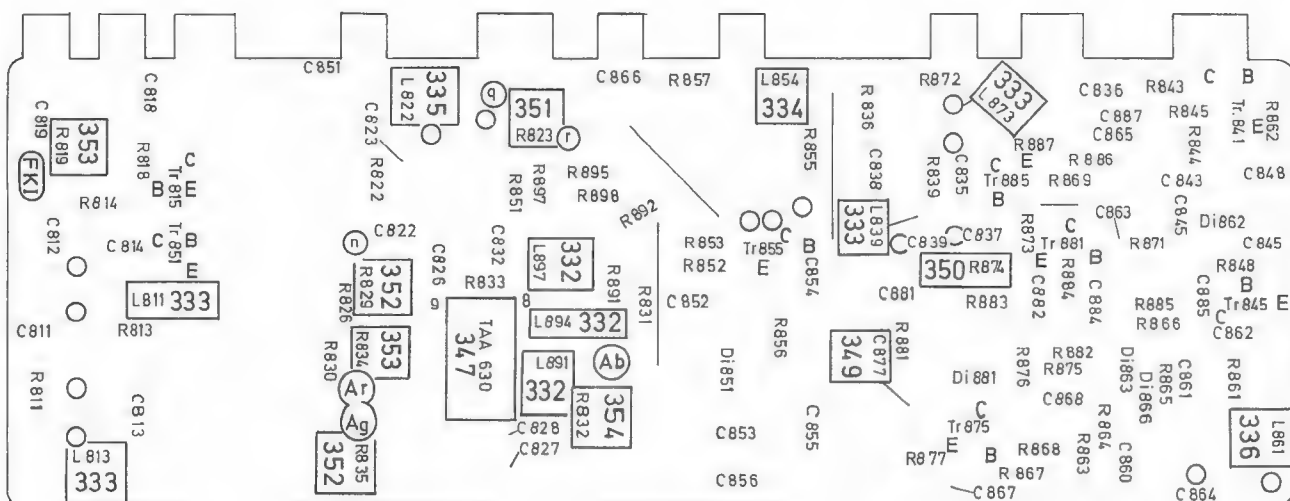 C851
C866
R857
L854
334
R872
333
L873
C836
R843
C
B
C818
335
L822
q
351
R823
r
C887
C865
R845
Tr.841
E
R862
C819
353
R819
C823
R836
R855
R887
E
R886
R844
FKI
R818
C
B
E
Tr815
R822
R851
R897
R895
R898
C838
R839
C835
C
Tr885
B
R869
C843
C848
R814
R892
333
L839
C863
C845
Di862
C812
C814
C
B
E
Tr851
n
C822
C826
C832
L897
332
R853
R852
Tr855
C
B
E
C854
C839
C837
R873
C
Tr881
E
B
R871
C845
350
R874
R884
R848
B
L811
333
352
R829
R826
R833
9
8
R891
R831
C852
C881
R883
C882
C884
R885
C885
Tr845
E
C811
R813
TAA 630
347
L894
332
R866
C
C862
R830
353
R834
L891
332
Ab
R856
Di851
349
C877
R881
R876
R882
R875
Di863
Di866
R865
C861
R861
R811
CB13
Ar
Ag
R832
354
Di881
C
C868
R864
L813
333
352
R835
C828
C827
C853
C855
C856
Tr875
E
B
R877
R868
R867
C867
R863
C860
C864
336
L861